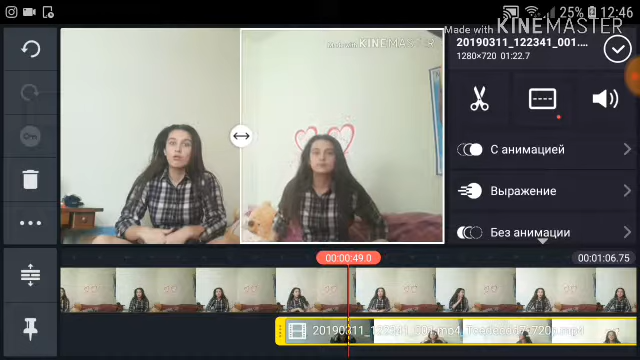 25% 12:46
Made with KINEMASTER
20190311_122341_001....
1280×720 01:22.7
Made with KINEMASTER
С анимацией
Выражение
Без анимации
00:00:49.0
00:01:06.75